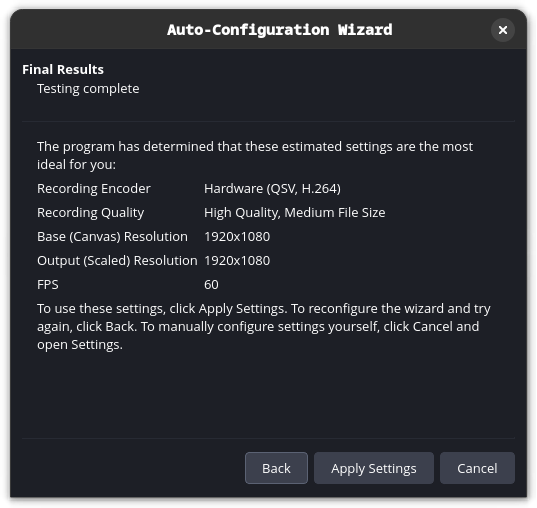 Auto-Configuration Wizard
Final Results
Testing complete
The program has determined that these estimated settings are the most
ideal for you:
Recording Encoder Hardware (QSV, H.264)
Recording Quality High Quality, Medium File Size
Base (Canvas) Resolution 1920x1080
Output (Scaled) Resolution 1920x1080
FPS 60
To use these settings, click Apply Settings. To reconfigure the wizard and try
again, click Back. To manually configure settings yourself, click Cancel and
open Settings.
Back Apply Settings Cancel